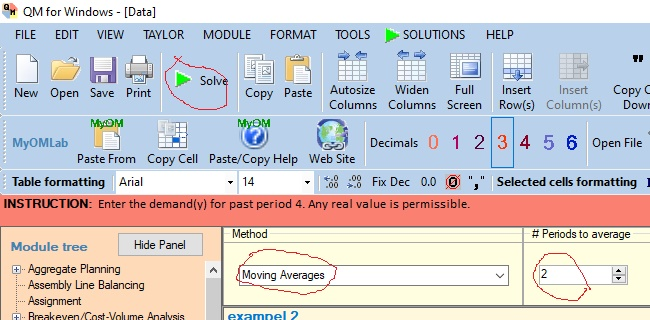 QM for Windows - [Data]
FILE EDIT VIEW TAYLOR MODULE FORMAT TOOLS SOLUTIONS HELP
New Open Save Print Solve Copy Paste Autosize Columns Widen Columns Full Screen Insert Row(s) Insert Column(s) Copy C Dow
MyOMLab MyOM Paste From Copy Cell MyOM Paste/Copy Help Web Site Decimals 0 1 2 3 4 5 6 Open File
Table formatting Arial 14 Fix Dec 0.0 "," Selected cells formatting
INSTRUCTION: Enter the demand(y) for past period 4. Any real value is permissible.
Method # Periods to average
Module tree Hide Panel
Moving Averages 2
Aggregate Planning
Assembly Line Balancing
Assignment
Breakeven/Cost-Volume Analysis
exampel 2